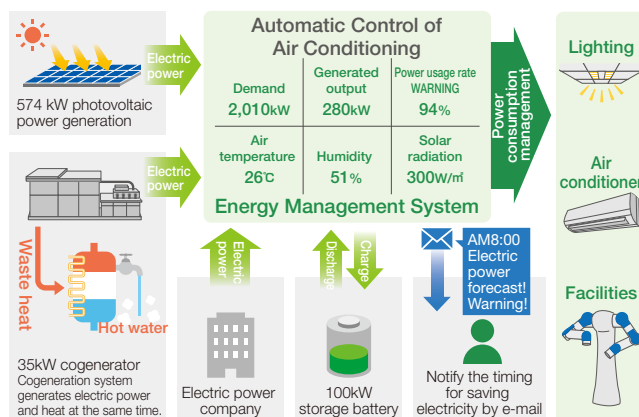 Electric
power
574 kW photovoltaic
power generation
Automatic Control of
Air Conditioning
Demand
2,010kW
Generated
output
280kW
Power usage rate
WARNING
94%
Air
temperature
26℃
Humidity
51%
Solar
radiation
300W/㎡
Energy Management System
Power
consumption
management
Lighting
Air
conditioner
Facilities
Electric
power
Waste heat
Hot water
35kW cogenerator
Cogeneration system
generates electric power
and heat at the same time.
Electric
power
Electric power
company
Discharge
Charge
100kW
storage battery
AM8:00
Electric
power
forecast!
Warning!
Notify the timing
for saving
electricity by e-mail